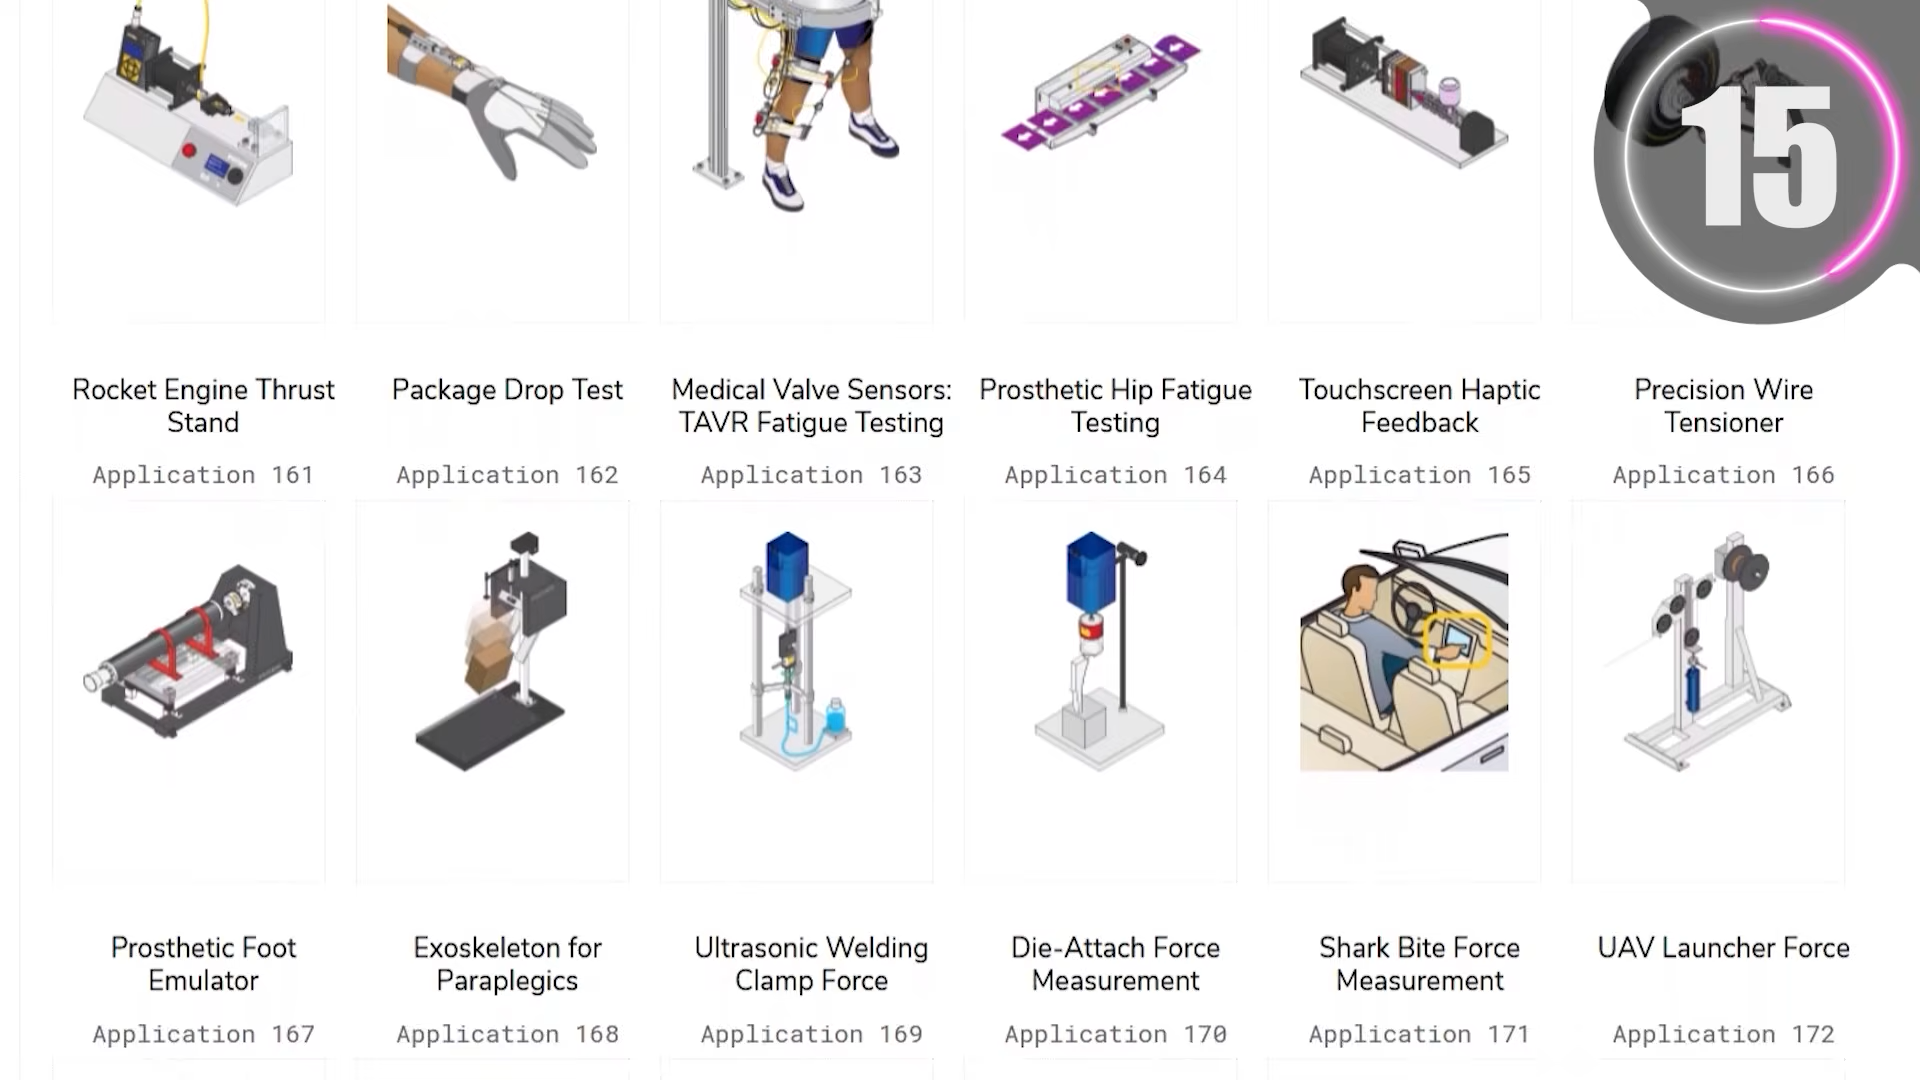 15
Rocket Engine Thrust
Stand
Application 161
Package Drop Test
Application 162
Medical Valve Sensors:
TAVR Fatigue Testing
Application 163
Prosthetic Hip Fatigue
Testing
Application 164
Touchscreen Haptic
Feedback
Application 165
Precision Wire
Tensioner
Application 166
Prosthetic Foot
Emulator
Application 167
Exoskeleton for
Paraplegics
Application 168
Ultrasonic Welding
Clamp Force
Application 169
Die-Attach Force
Measurement
Application 170
Shark Bite Force
Measurement
Application 171
UAV Launcher Force
Application 172